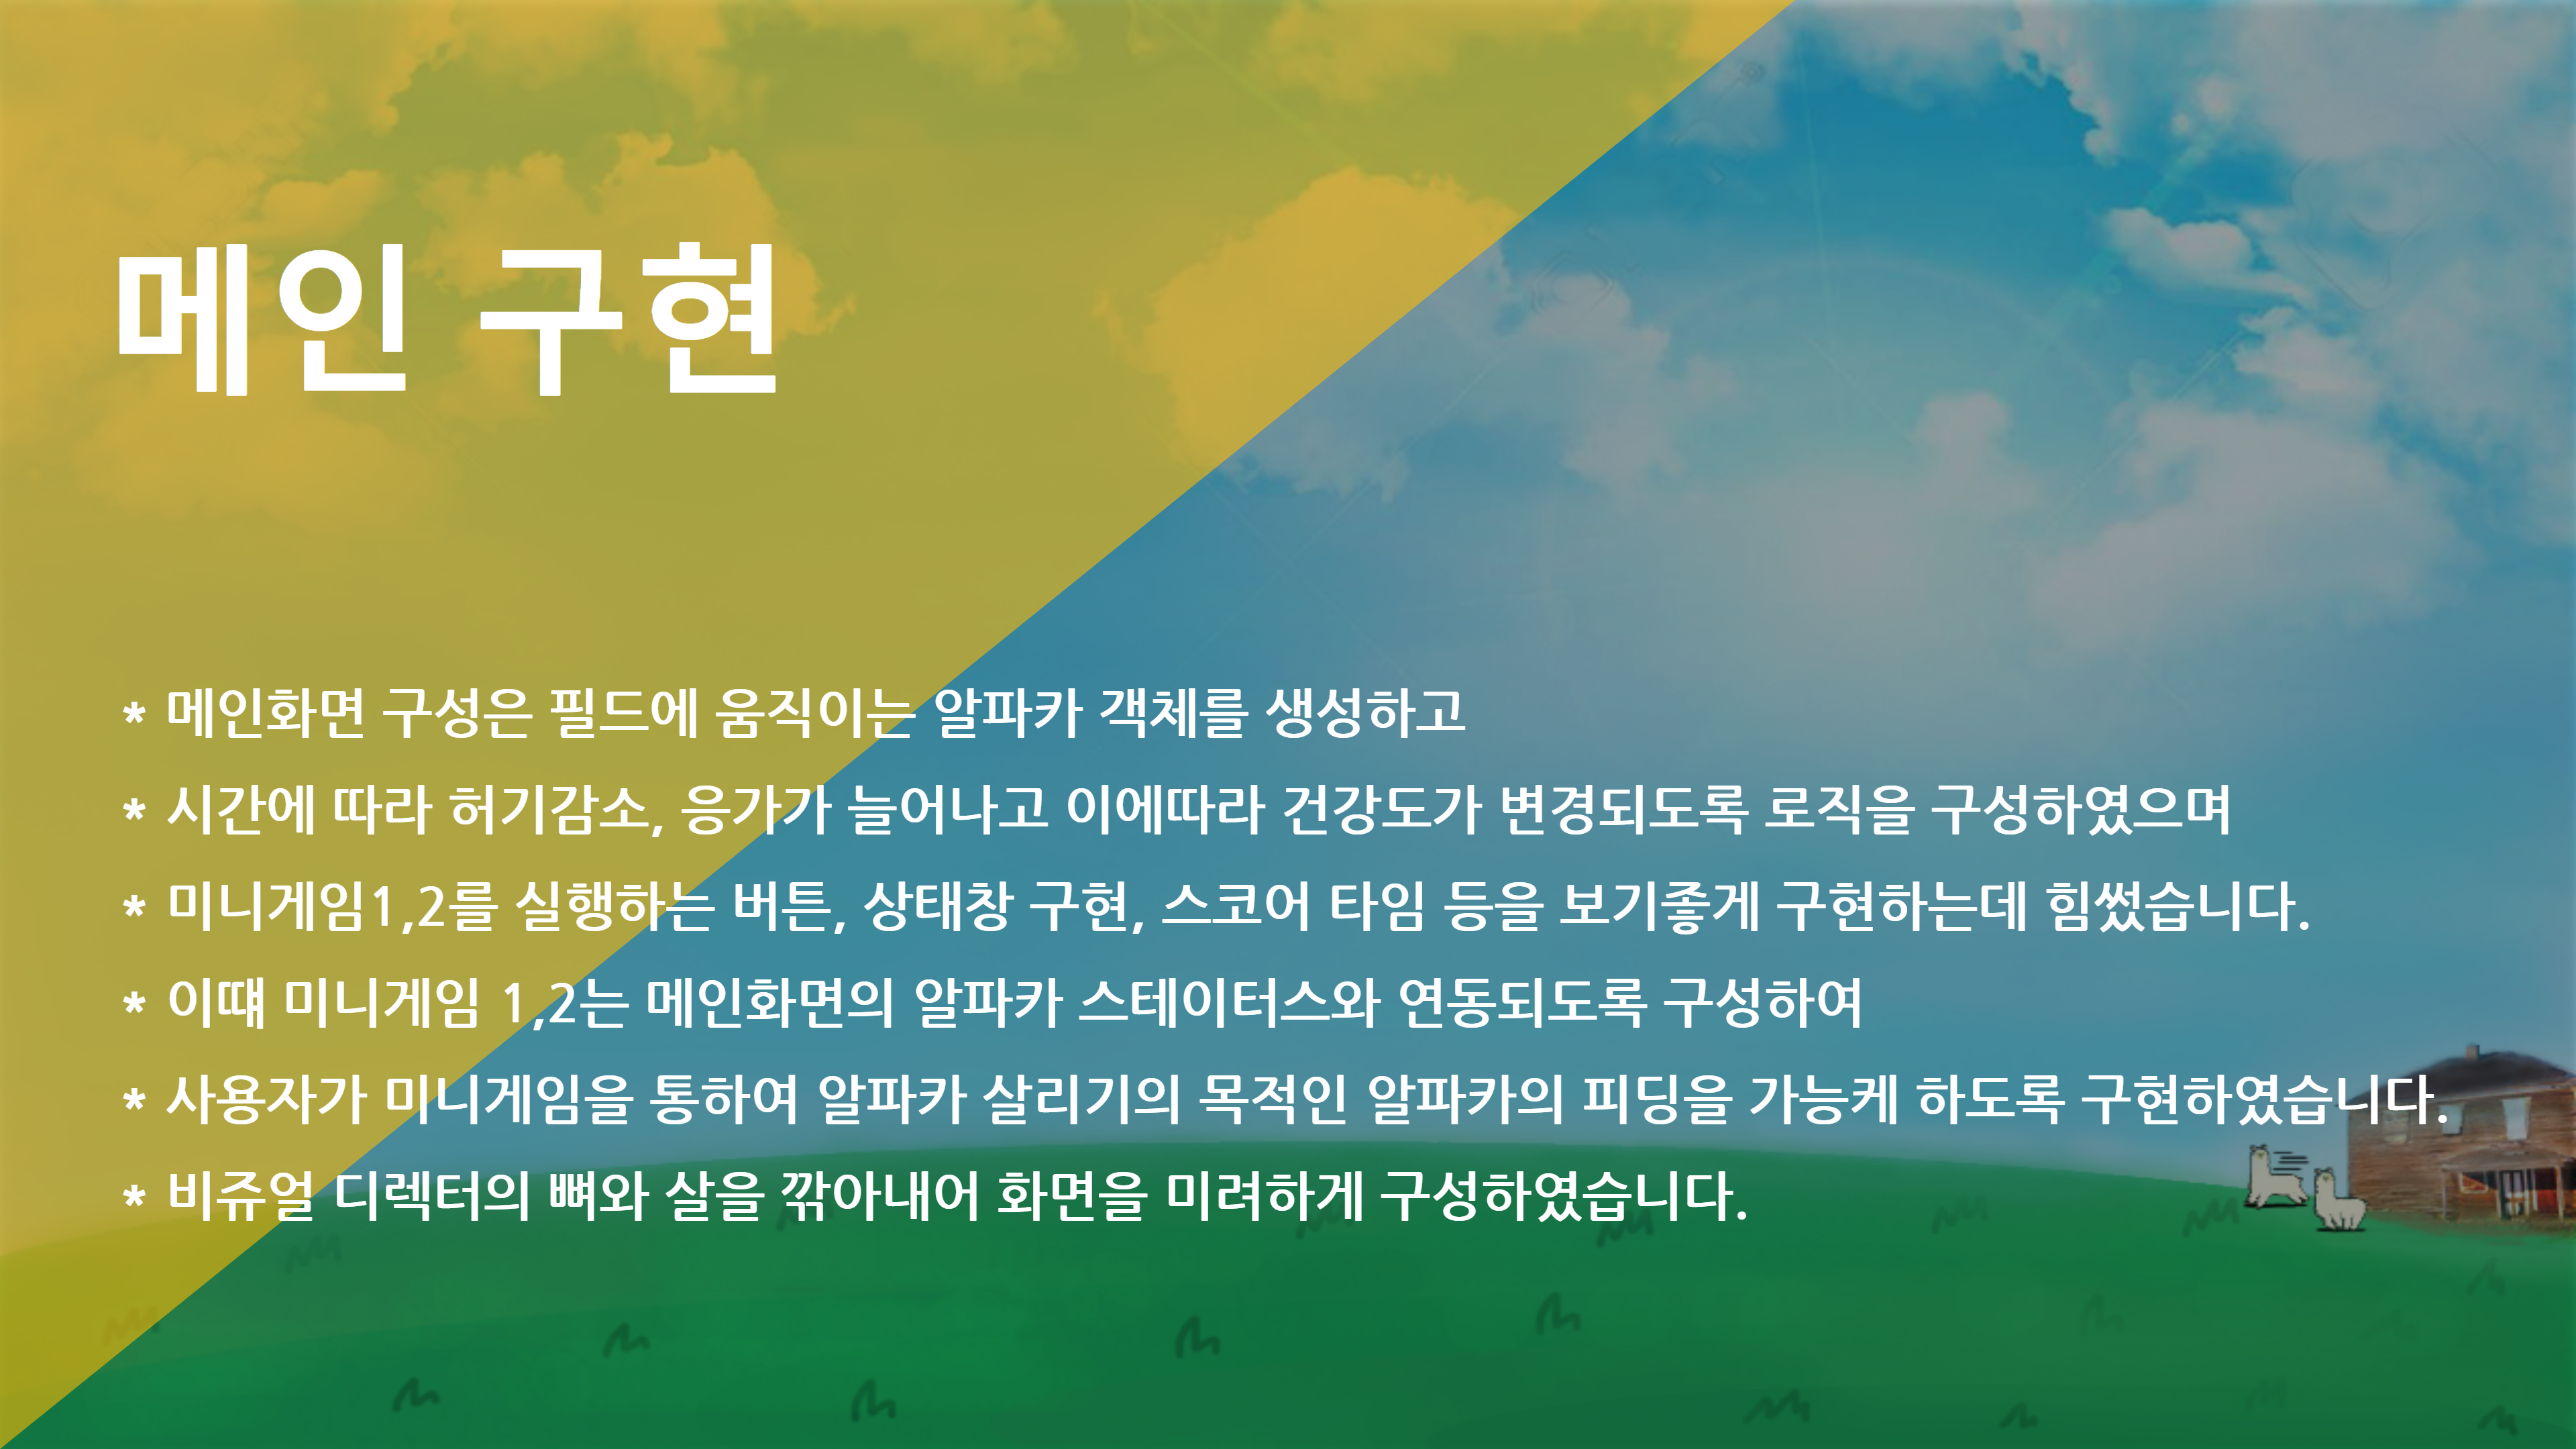 메인 구현
* 메인화면 구성은 필드에 움직이는 알파카 객체를 생성하고
* 시간에 따라 허기감소, 응가가 늘어나고 이에따라 건강도가 변경되도록 로직을 구성하였으며
* 미니게임1,2를 실행하는 버튼, 상태창 구현, 스코어 타임 등을 보기좋게 구현하는데 힘썼습니다.
* 이떄 미니게임 1,2는 메인화면의 알파카 스테이터스와 연동되도록 구성하여
* 사용자가 미니게임을 통하여 알파카 살리기의 목적인 알파카의 피딩을 가능케 하도록 구현하였습니다.
* 비쥬얼 디렉터의 뼈와 살을 깎아내어 화면을 미려하게 구성하였습니다.